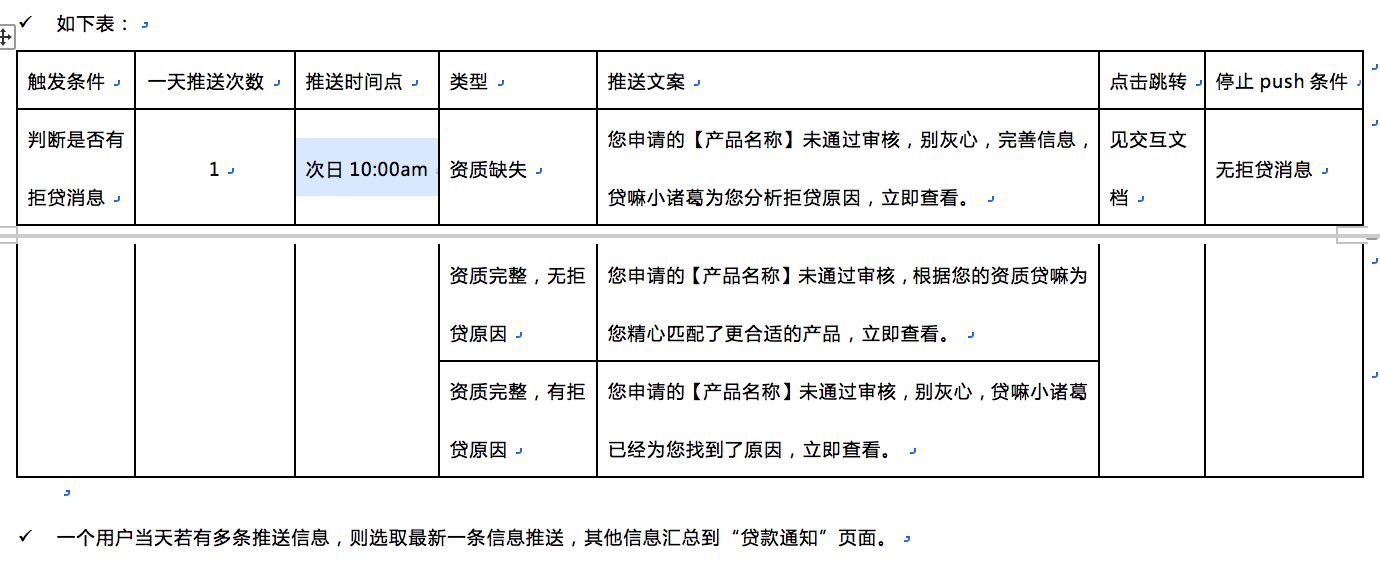 ✓ 如下表：
触发条件 一天推送次数 推送时间点 类型 推送文案 点击跳转 停止 push 条件
判断是否有
拒贷消息
1
次日 10:00am
资质缺失
您申请的【产品名称】未通过审核，别灰心，完善信息，
贷嘛小诸葛为您分析拒贷原因，立即查看。
见交互文
档
无拒贷消息
资质完整，无拒
贷原因
您申请的【产品名称】未通过审核，根据您的资质贷嘛为
您精心匹配了更合适的产品，立即查看。
资质完整，有拒
贷原因
您申请的【产品名称】未通过审核，别灰心，贷嘛小诸葛
已经为您找到了原因，立即查看。
✓ 一个用户当天若有多条推送信息，则选取最新一条信息推送，其他信息汇总到“贷款通知”页面。